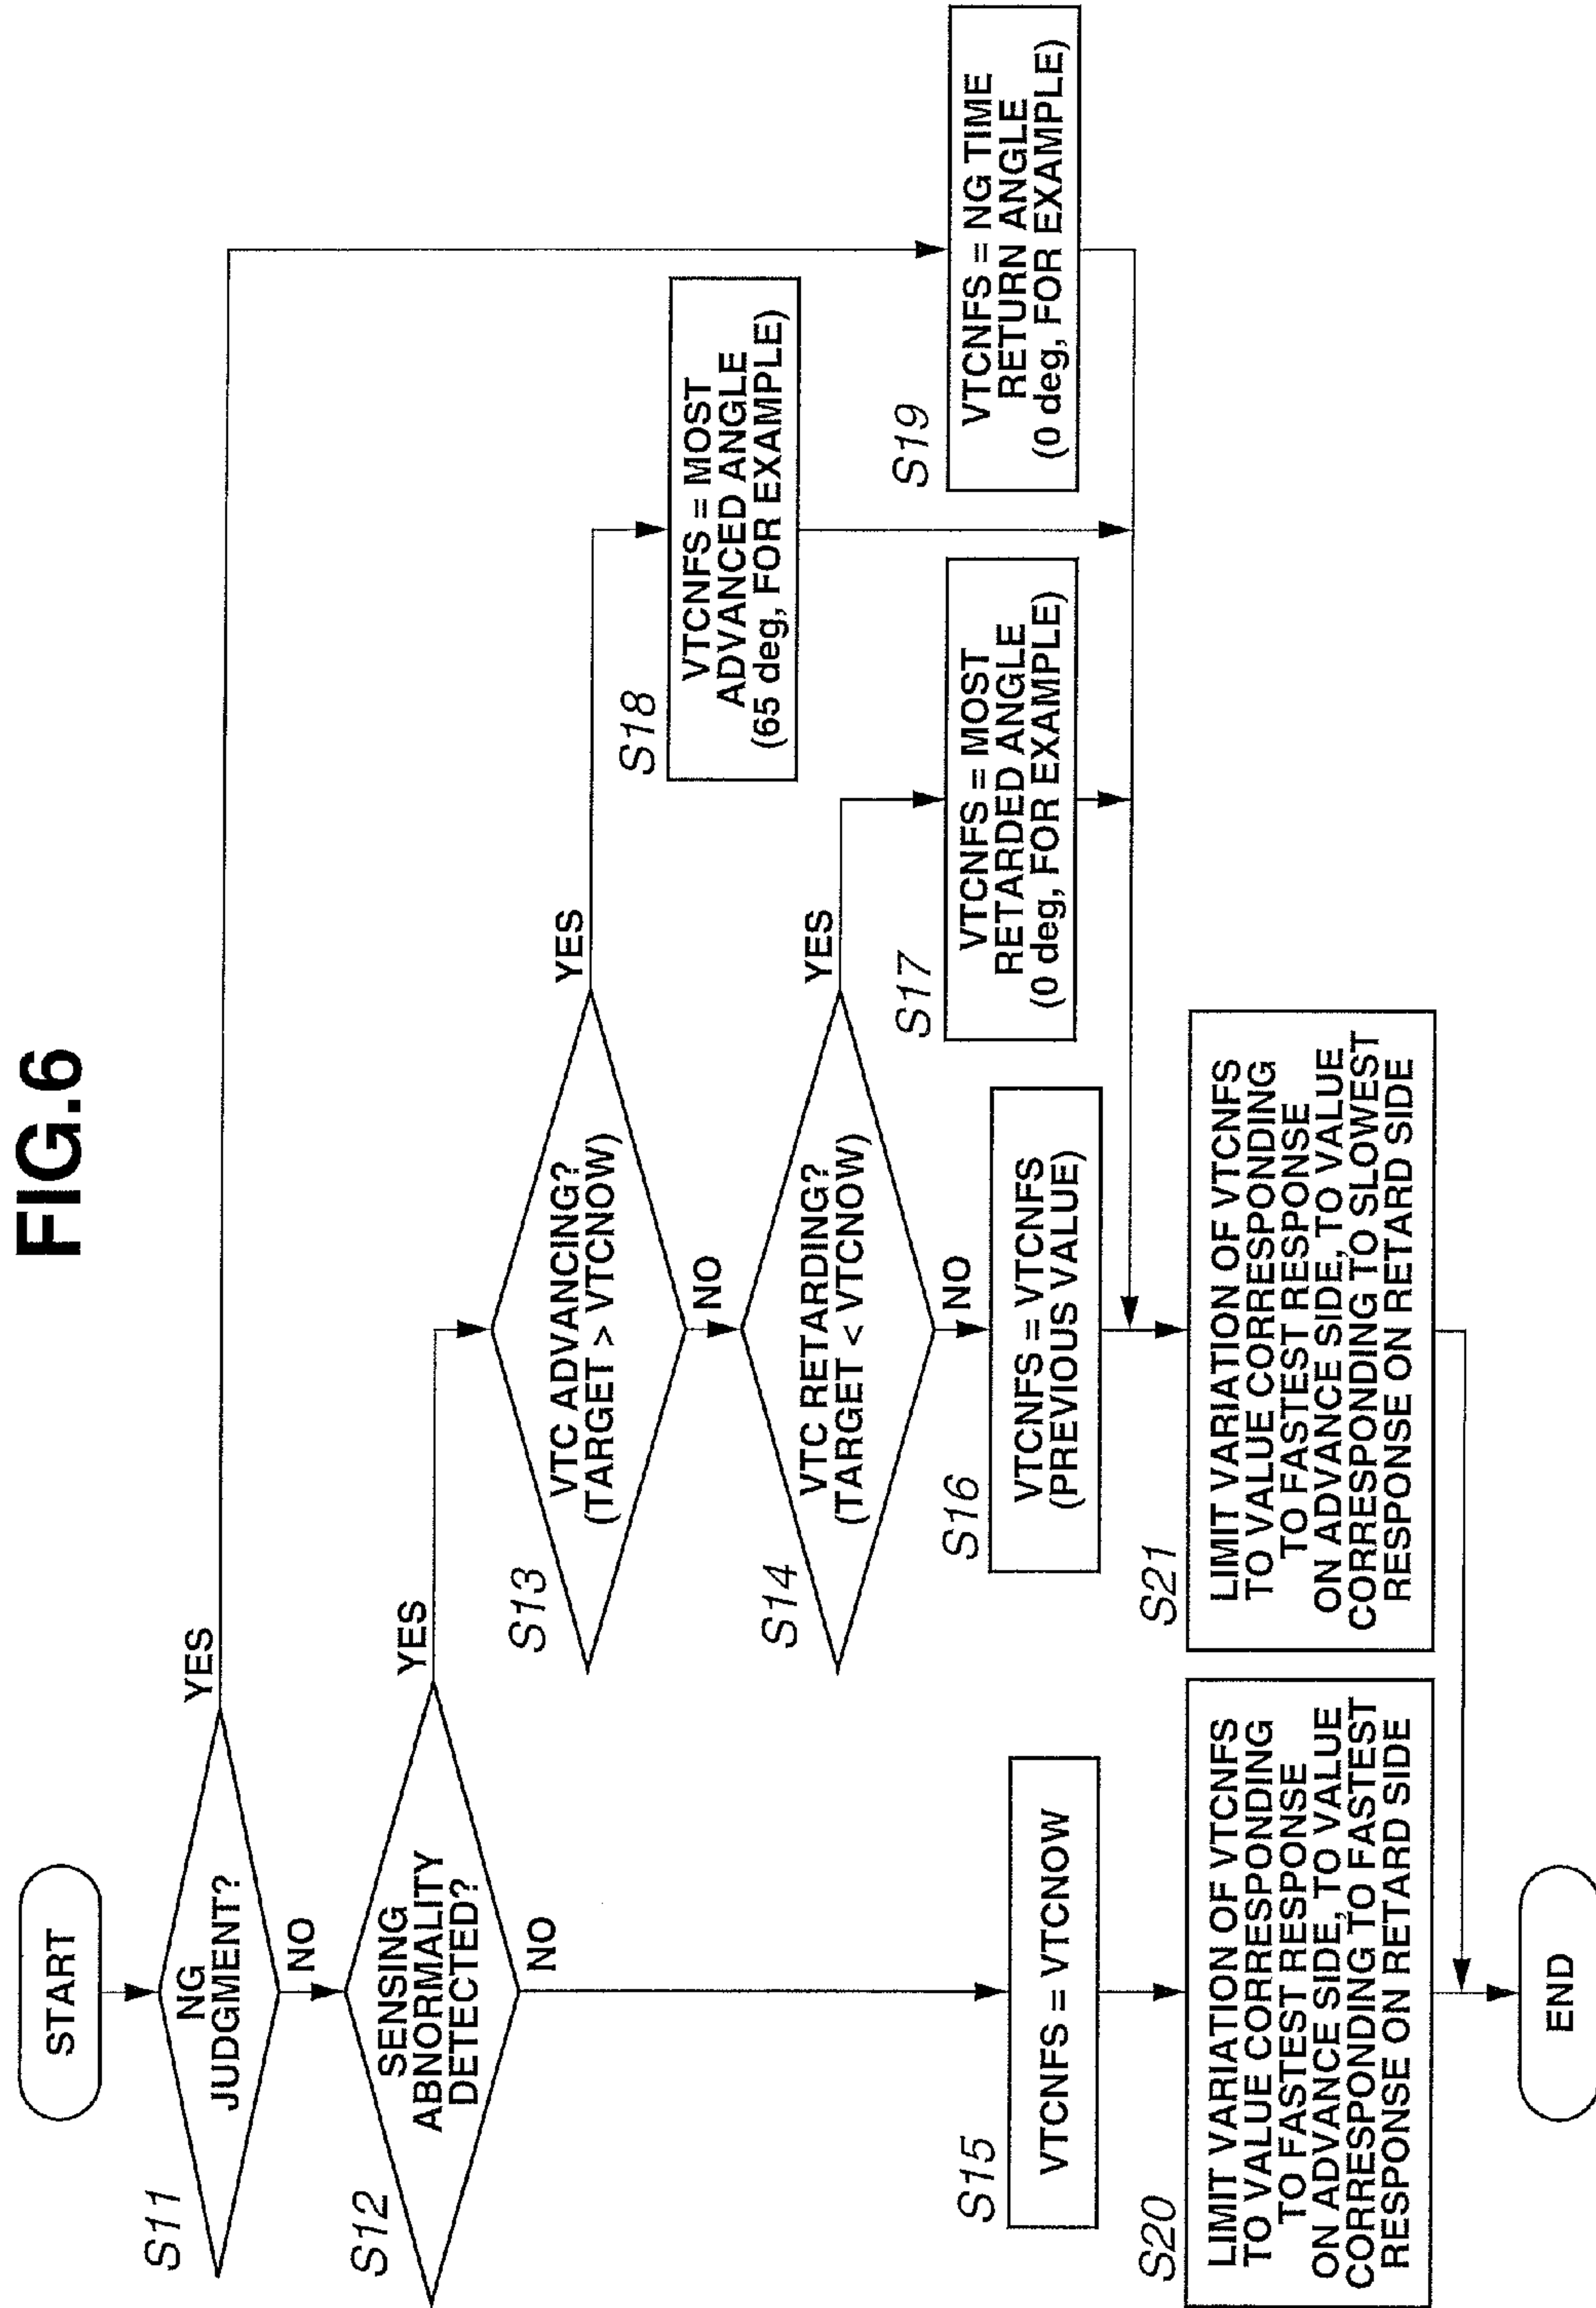 FIG.6
START
S11
NG
JUDGMENT?
YES
NO
S12
SENSING
ABNORMALITY
DETECTED?
YES
NO
S13
VTC ADVANCING?
(TARGET > VTCNOW)
YES
NO
S14
VTC RETARDING?
(TARGET < VTCNOW)
YES
NO
S15
VTCNFS = VTCNOW
S16
VTCNFS = VTCNFS
(PREVIOUS VALUE)
S17
VTCNFS = MOST
RETARDED ANGLE
(0 deg, FOR EXAMPLE)
S18
VTCNFS = MOST
ADVANCED ANGLE
(65 deg, FOR EXAMPLE)
S19
VTCNFS = NG TIME
RETURN ANGLE
(0 deg, FOR EXAMPLE)
S20
LIMIT VARIATION OF VTCNFS
TO VALUE CORRESPONDING
TO FASTEST RESPONSE
ON ADVANCE SIDE, TO VALUE
CORRESPONDING TO FASTEST
RESPONSE ON RETARD SIDE
S21
LIMIT VARIATION OF VTCNFS
TO VALUE CORRESPONDING
TO FASTEST RESPONSE
ON ADVANCE SIDE, TO VALUE
CORRESPONDING TO SLOWEST
RESPONSE ON RETARD SIDE
END